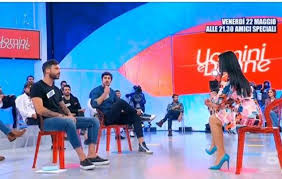 VENERDÌ 22 MAGGIO
ALLE 21.30 AMICI SPECIALI
Uomini
e Donne
Uomini
e Donne